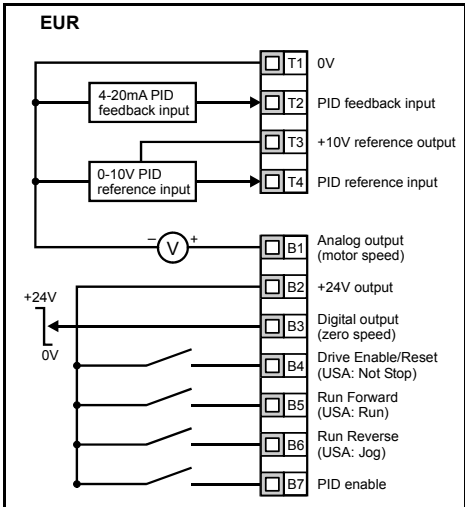 EUR
T1 0V
4-20mA PID
feedback input
T2 PID feedback input
T3 +10V reference output
0-10V PID
reference input
T4 PID reference input
– V +
B1 Analog output
(motor speed)
B2 +24V output
+24V
0V
B3 Digital output
(zero speed)
B4 Drive Enable/Reset
(USA: Not Stop)
B5 Run Forward
(USA: Run)
B6 Run Reverse
(USA: Jog)
B7 PID enable